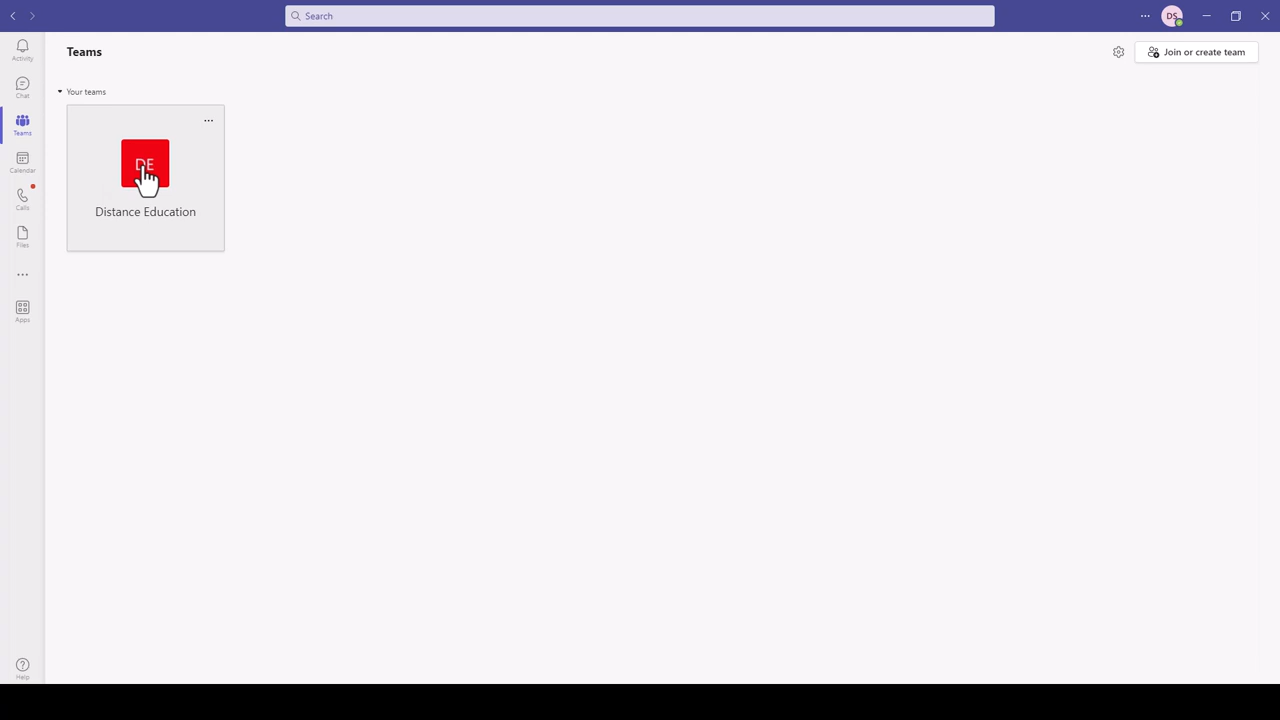 Search
DS
Activity
Chat
Teams
Calendar
Calls
Files
Apps
Help
Teams
Join or create team
Your teams
DE
Distance Education